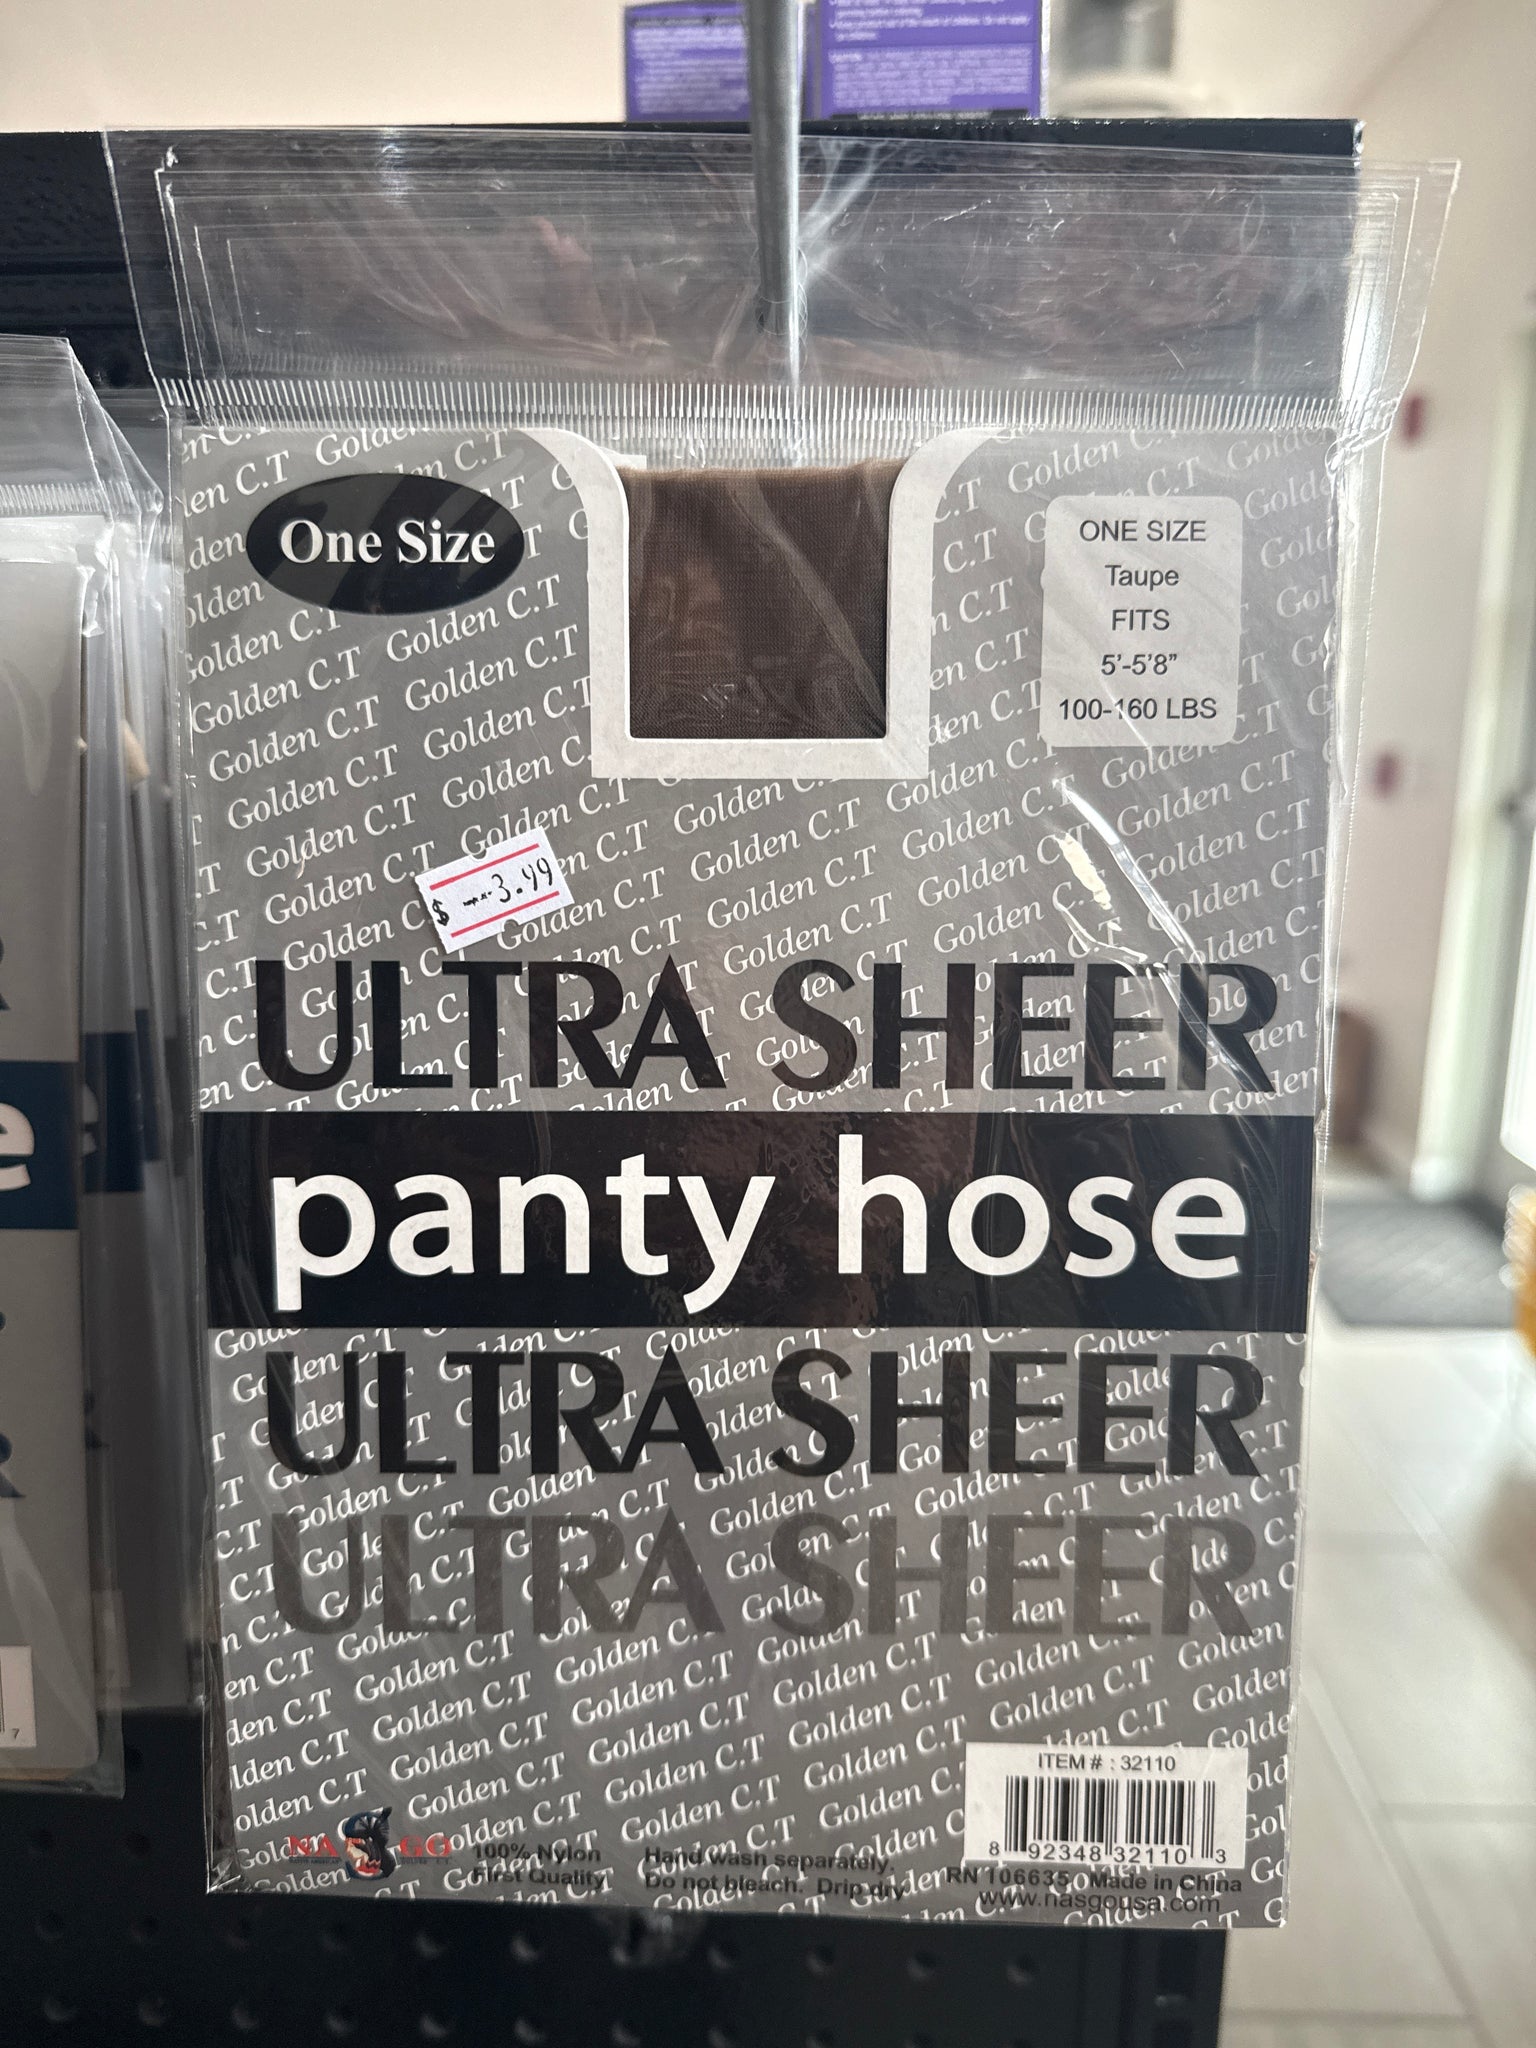 One Size
ONE SIZE
Taupe
FITS
5'-5'8"
100-160 LBS
$ 3.99
ULTRA SHEER
panty hose
ULTRA SHEER
ULTRA SHEER
Golden C.T
ITEM # : 32110
8 92348 32110 3
NASGO
100% Nylon
First Quality
Hand wash separately.
Do not bleach. Drip dry
RN 106635 Made in China
www.nasgousa.com